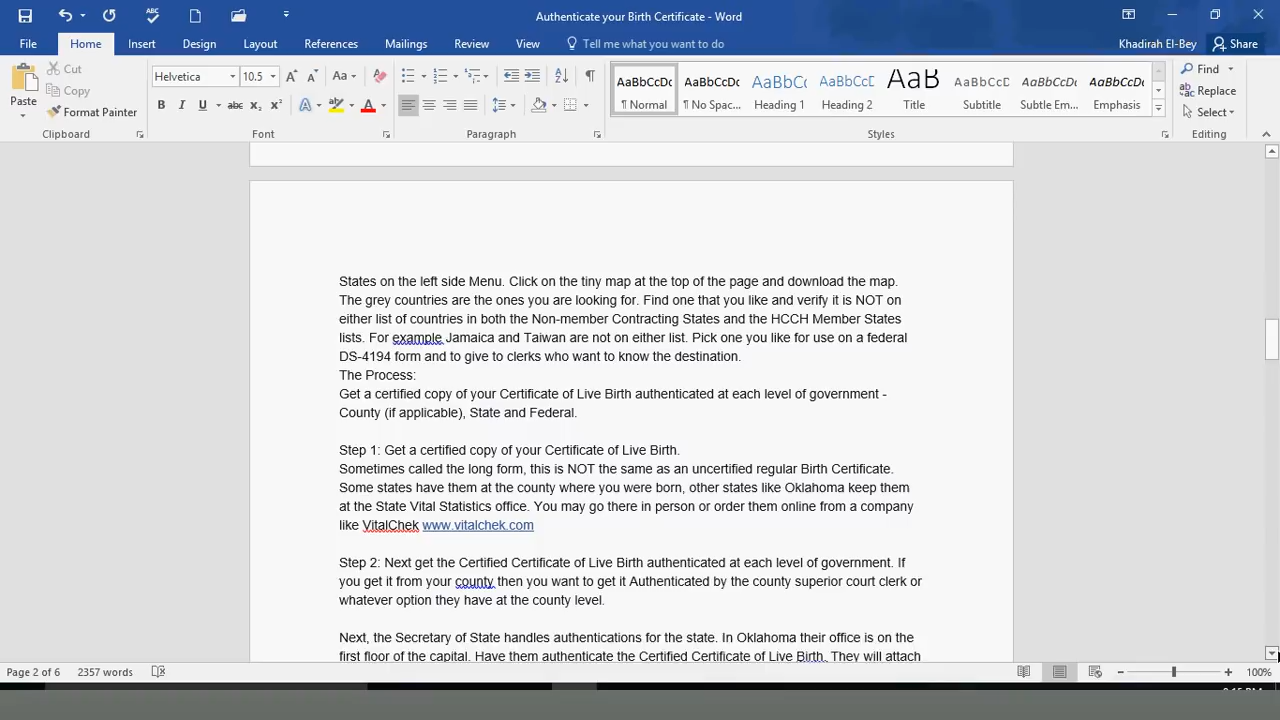 Authenticate your Birth Certificate - Word
File Home Insert Design Layout References Mailings Review View Tell me what you want to do Khadirah El-Bey Share
Paste
Cut
Copy
Format Painter
Helvetica 10.5
AaBbCcDc AaBbCcDc AaBbCc AaBbCcD AaB AaBbCcD AaBbCcDc AaBbCcDc
¶ Normal ¶ No Spac... Heading 1 Heading 2 Title Subtitle Subtle Em... Emphasis
Find
Replace
Select
Clipboard Font Paragraph Styles Editing
States on the left side Menu. Click on the tiny map at the top of the page and download the map.
The grey countries are the ones you are looking for. Find one that you like and verify it is NOT on
either list of countries in both the Non-member Contracting States and the HCCH Member States
lists. For example Jamaica and Taiwan are not on either list. Pick one you like for use on a federal
DS-4194 form and to give to clerks who want to know the destination.
The Process:
Get a certified copy of your Certificate of Live Birth authenticated at each level of government -
County (if applicable), State and Federal.
Step 1: Get a certified copy of your Certificate of Live Birth.
Sometimes called the long form, this is NOT the same as an uncertified regular Birth Certificate.
Some states have them at the county where you were born, other states like Oklahoma keep them
at the State Vital Statistics office. You may go there in person or order them online from a company
like VitalChek www.vitalchek.com
Step 2: Next get the Certified Certificate of Live Birth authenticated at each level of government. If
you get it from your county then you want to get it Authenticated by the county superior court clerk or
whatever option they have at the county level.
Next, the Secretary of State handles authentications for the state. In Oklahoma their office is on the
first floor of the capital. Have them authenticate the Certified Certificate of Live Birth. They will attach
Page 2 of 6 2357 words 100%